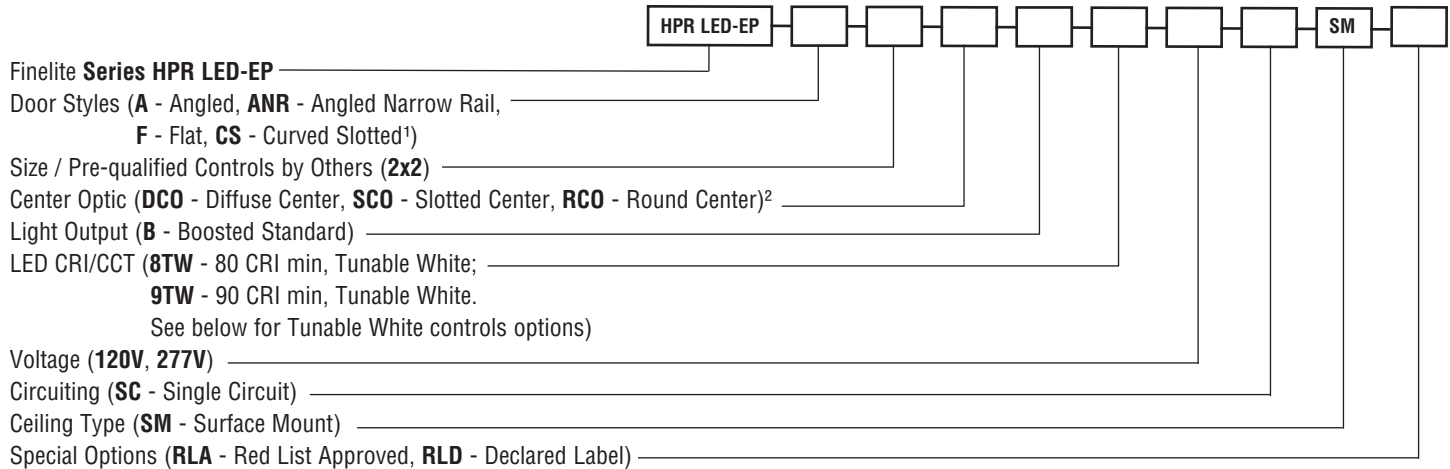 HPR LED-EP SM
Finelite Series HPR LED-EP
Door Styles (A - Angled, ANR - Angled Narrow Rail,
F - Flat, CS - Curved Slotted¹)
Size / Pre-qualified Controls by Others (2x2)
Center Optic (DCO - Diffuse Center, SCO - Slotted Center, RCO - Round Center)²
Light Output (B - Boosted Standard)
LED CRI/CCT (8TW - 80 CRI min, Tunable White;
9TW - 90 CRI min, Tunable White.
See below for Tunable White controls options)
Voltage (120V, 277V)
Circuiting (SC - Single Circuit)
Ceiling Type (SM - Surface Mount)
Special Options (RLA - Red List Approved, RLD - Declared Label)